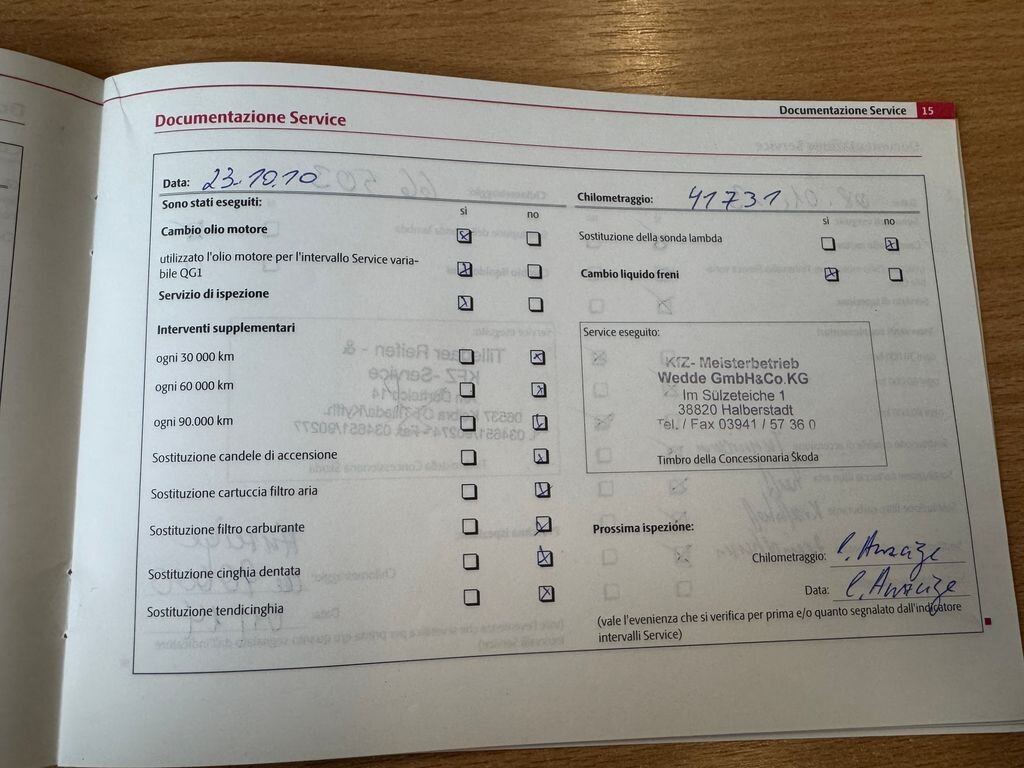 Documentazione Service 15
Documentazione Service
Data: 23.10.10
Chilometraggio: 41731
Sono stati eseguiti:
sì no
Cambio olio motore
utilizzato l'olio motore per l'intervallo Service varia-
bile QG1
Servizio di ispezione
Interventi supplementari
ogni 30 000 km
ogni 60 000 km
ogni 90.000 km
Sostituzione candele di accensione
Sostituzione cartuccia filtro aria
Sostituzione filtro carburante
Sostituzione cinghia dentata
Sostituzione tendicinghia
sì no
Sostituzione della sonda lambda
Cambio liquido freni
Service eseguito:
KfZ- Meisterbetrieb
Wedde GmbH&Co.KG
Im Sülzeteiche 1
38820 Halberstadt
Tel. / Fax 03941 / 57 36 0
Timbro della Concessionaria Škoda
Prossima ispezione:
Chilometraggio: l. Anzeige
Data: l. Anzeige
(vale l'evenienza che si verifica per prima e/o quanto segnalato dall'indicatore
intervalli Service)